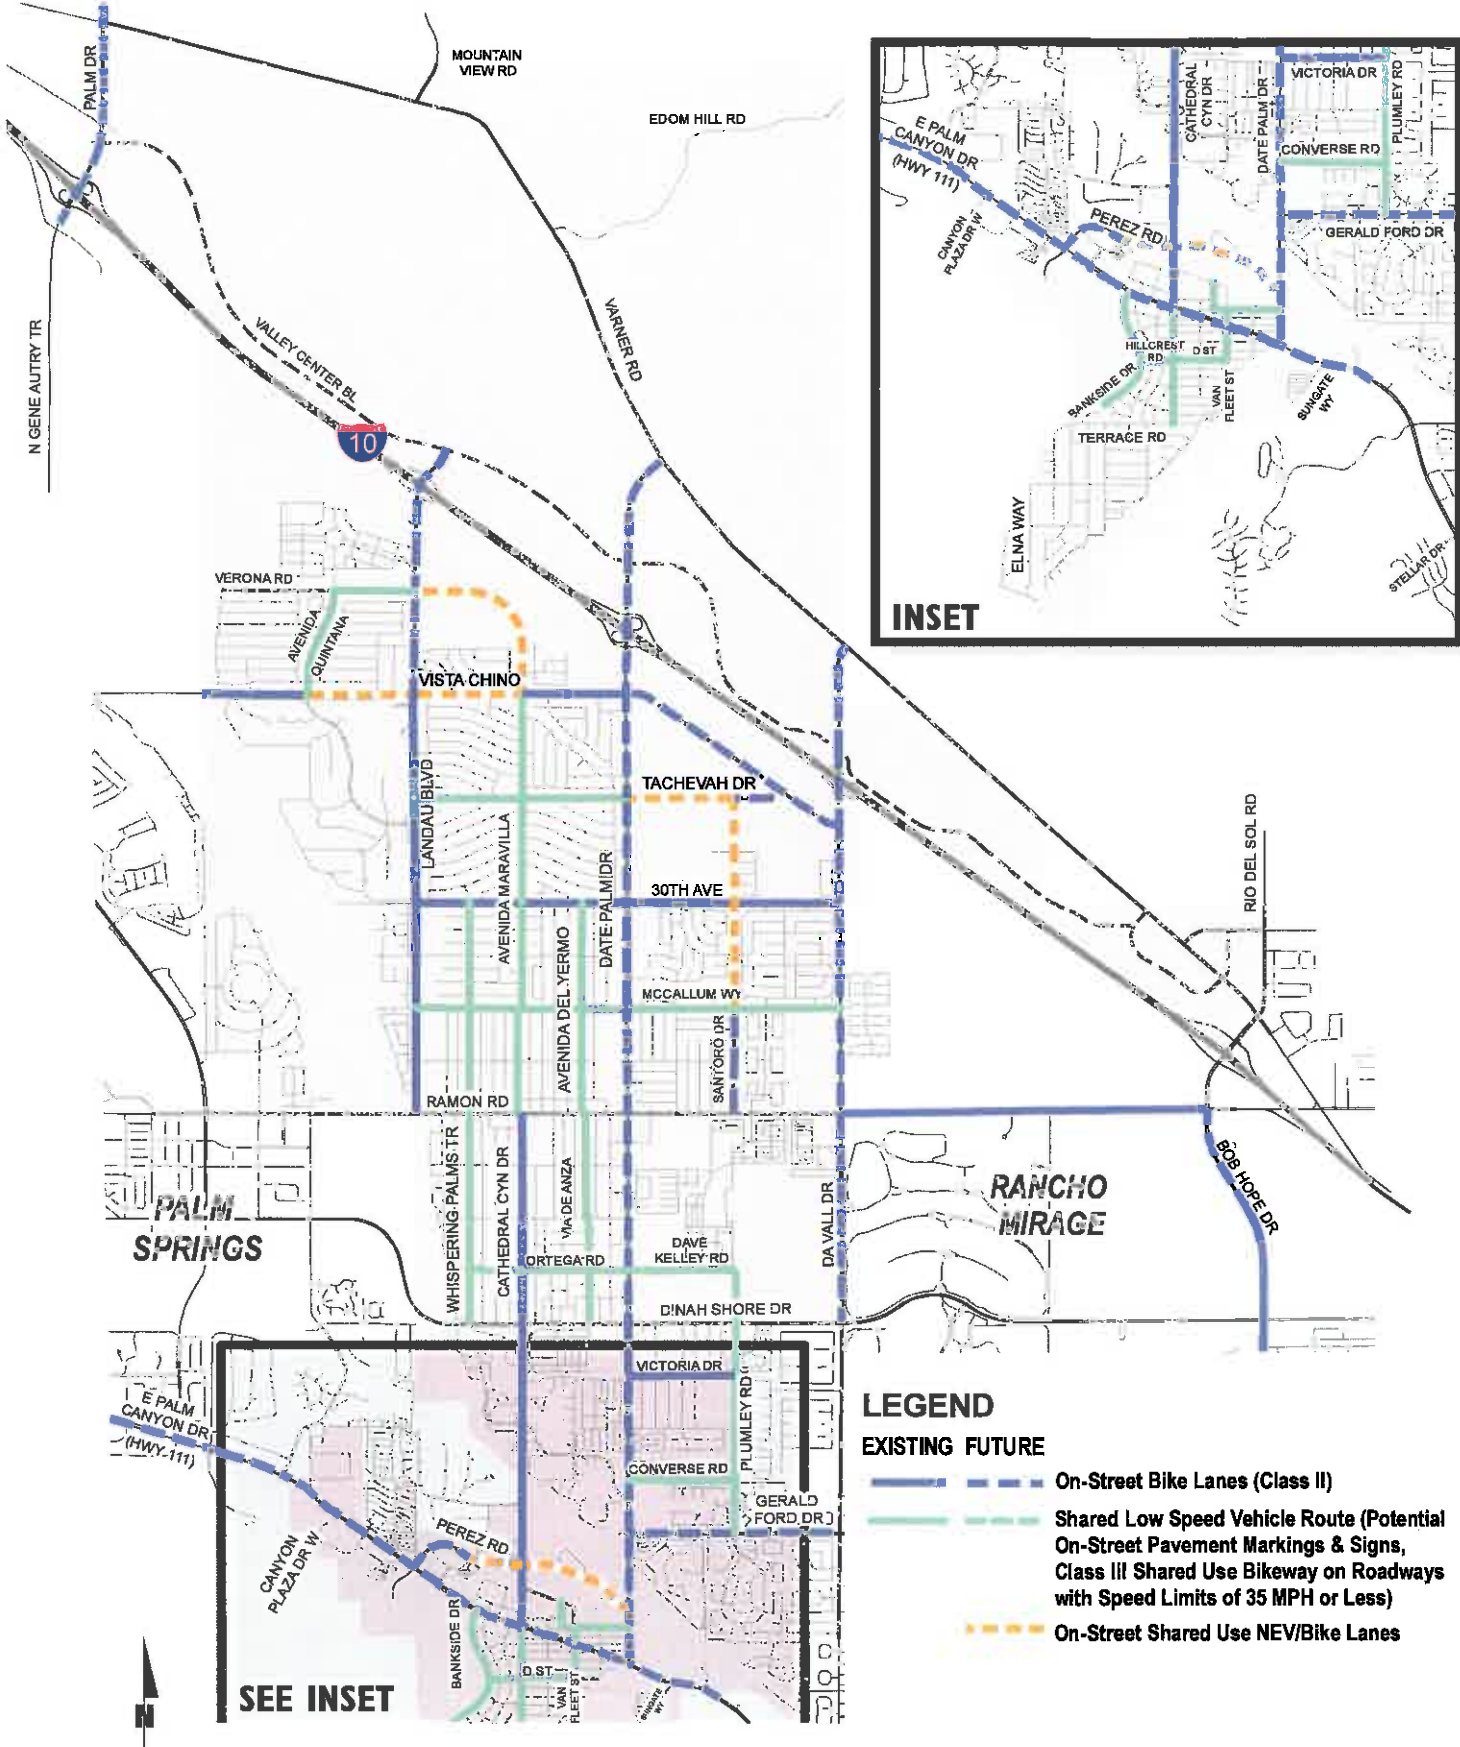 PALM DR
MOUNTAIN
VIEW RD
EDOM HILL RD
N GENE AUTRY TR
VALLEY CENTER BL
VARNER RD
10
VERONA RD
AVENIDA
QUINTANA
VISTA CHINO
LANDAU BLVD
TACHEVAH DR
AVENIDA MARAVILLA
DATE PALM DR
30TH AVE
AVENIDA DEL YERMO
MCCALLUM WY
SANTORO DR
RAMON RD
RIO DEL SOL RD
WHISPERING PALMS TR
CATHEDRAL CYN DR
VIA DE ANZA
DA VALL DR
BOB HOPE DR
PALM
SPRINGS
RANCHO
MIRAGE
ORTEGA RD
DAVE
KELLEY RD
DINAH SHORE DR
VICTORIA DR
PLUMLEY RD
CONVERSE RD
GERALD
FORD DR
E PALM
CANYON DR
(HWY 111)
CANYON
PLAZA DR W
PEREZ RD
BANKSIDE DR
D ST
VAN
FLEET ST
SUNGATE
WY
SEE INSET
N
E PALM
CANYON DR
(HWY 111)
CANYON
PLAZA DR W
PEREZ RD
CATHEDRAL
CYN DR
DATE PALM DR
VICTORIA DR
PLUMLEY RD
CONVERSE RD
GERALD FORD DR
HILLCREST
RD
D ST
BANKSIDE DR
VAN
FLEET ST
SUNGATE
WY
TERRACE RD
ELNA WAY
STELLAR DR
INSET
LEGEND
EXISTING FUTURE
On-Street Bike Lanes (Class II)
Shared Low Speed Vehicle Route (Potential
On-Street Pavement Markings & Signs,
Class III Shared Use Bikeway on Roadways
with Speed Limits of 35 MPH or Less)
On-Street Shared Use NEV/Bike Lanes